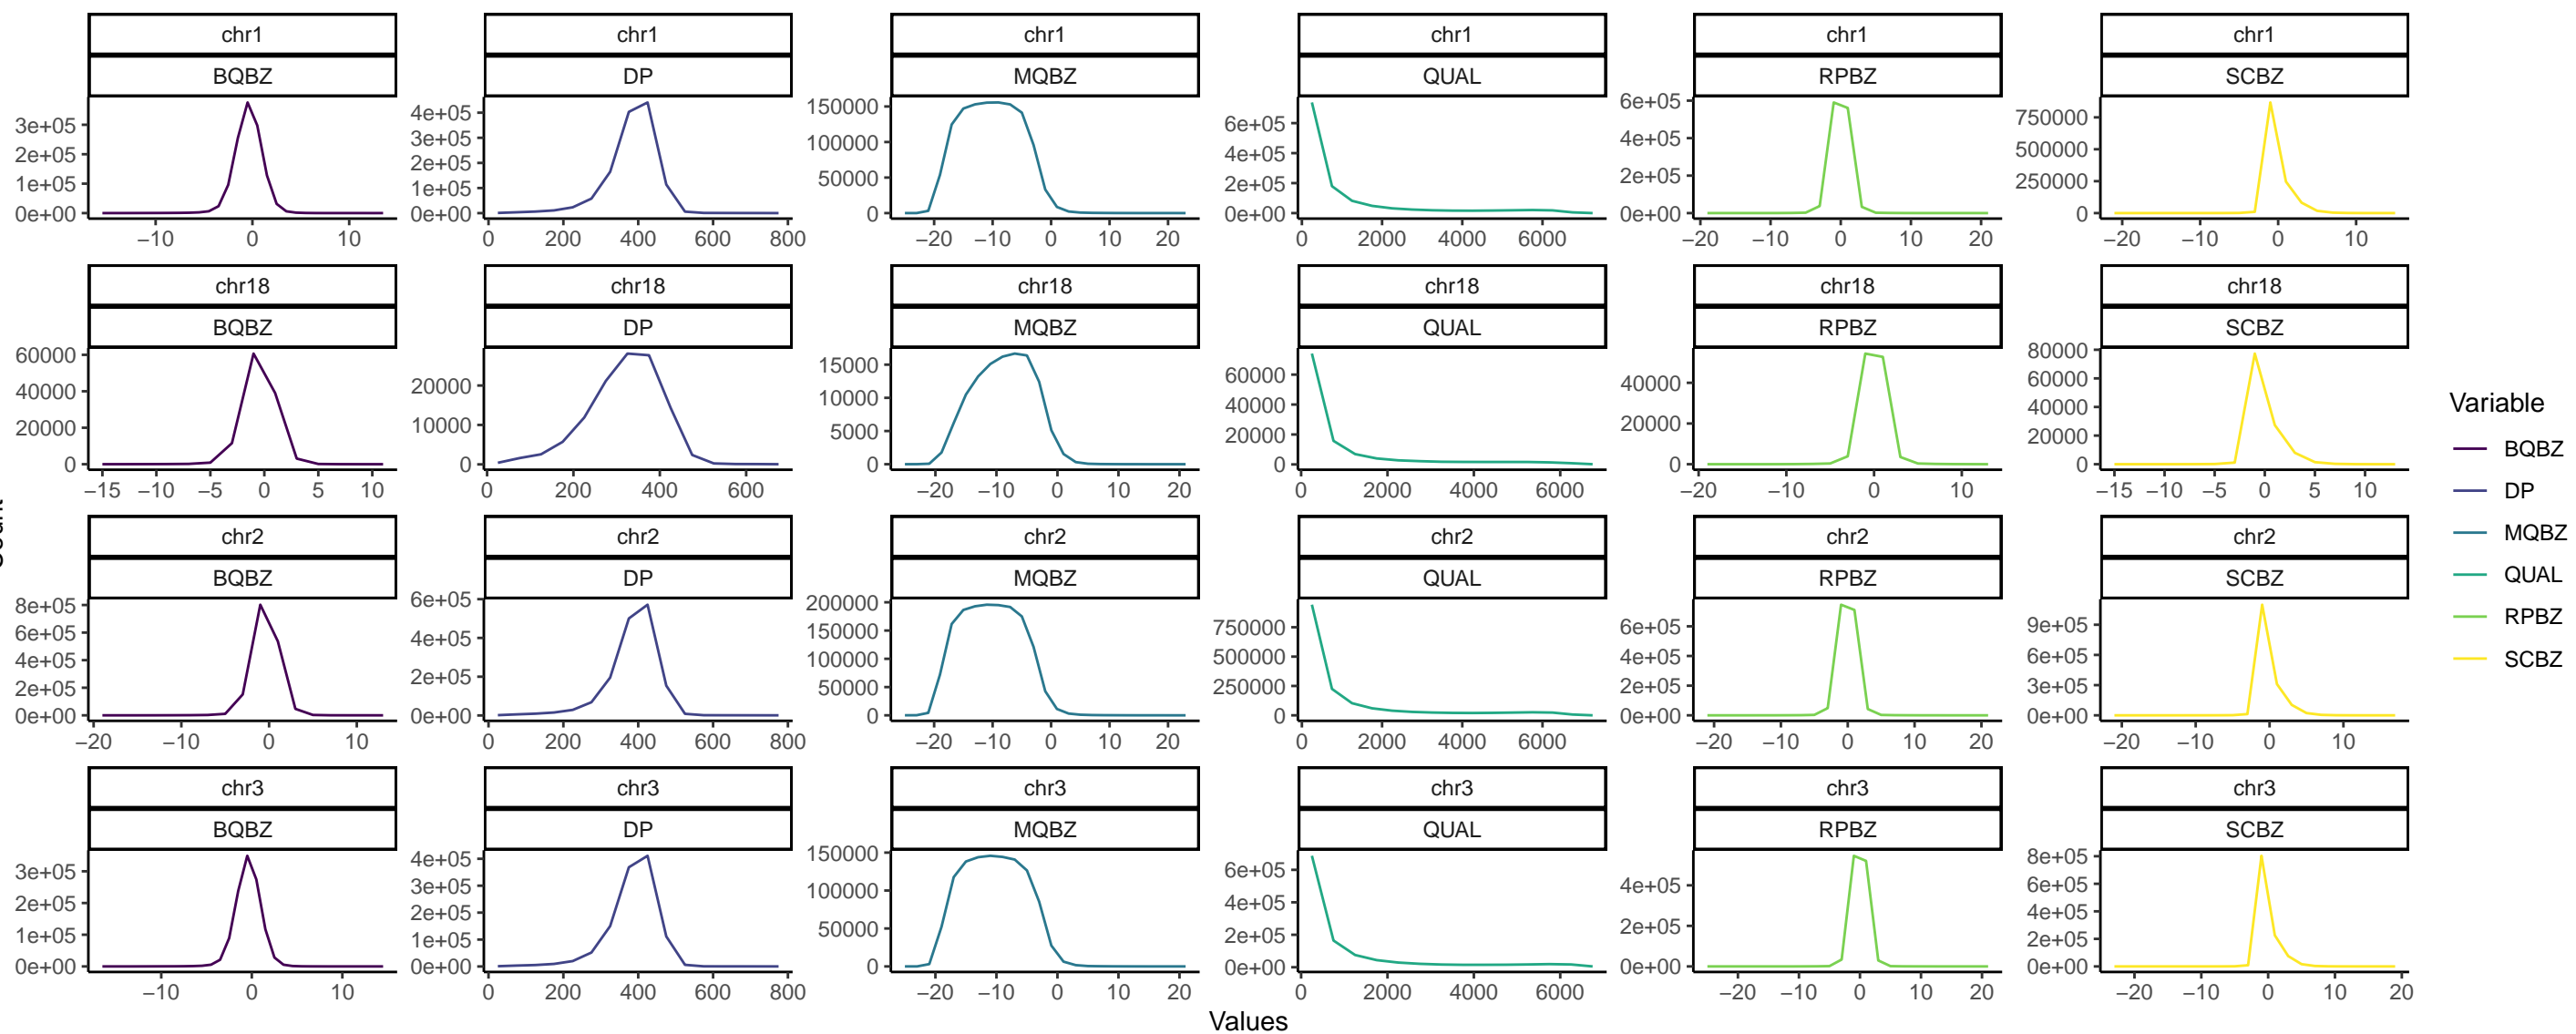 chr1 chr1 chr1 chr1 chr1 chr1
BQBZ DP MQBZ QUAL RPBZ SCBZ
3e+05
2e+05
1e+05
0e+00
−10 0 10
4e+05
3e+05
2e+05
1e+05
0e+00
0 200 400 600 800
150000
100000
50000
0
−20 −10 0 10 20
6e+05
4e+05
2e+05
0e+00
0 2000 4000 6000
6e+05
4e+05
2e+05
0e+00
−20 −10 0 10 20
750000
500000
250000
0
−20 −10 0 10
chr18 chr18 chr18 chr18 chr18 chr18
BQBZ DP MQBZ QUAL RPBZ SCBZ
60000
40000
20000
0
−15 −10 −5 0 5 10
20000
10000
0
0 200 400 600
15000
10000
5000
0
−20 −10 0 10 20
60000
40000
20000
0
0 2000 4000 6000
40000
20000
0
−20 −10 0 10
80000
60000
40000
20000
0
−15 −10 −5 0 5 10
chr2 chr2 chr2 chr2 chr2 chr2
BQBZ DP MQBZ QUAL RPBZ SCBZ
8e+05
6e+05
4e+05
2e+05
0e+00
−20 −10 0 10
6e+05
4e+05
2e+05
0e+00
0 200 400 600 800
200000
150000
100000
50000
0
−20 −10 0 10 20
750000
500000
250000
0
0 2000 4000 6000
6e+05
4e+05
2e+05
0e+00
−20 −10 0 10 20
9e+05
6e+05
3e+05
0e+00
−20 −10 0 10
chr3 chr3 chr3 chr3 chr3 chr3
BQBZ DP MQBZ QUAL RPBZ SCBZ
3e+05
2e+05
1e+05
0e+00
−10 0 10
4e+05
3e+05
2e+05
1e+05
0e+00
0 200 400 600 800
150000
100000
50000
0
−20 −10 0 10 20
6e+05
4e+05
2e+05
0e+00
0 2000 4000 6000
4e+05
2e+05
0e+00
−20 −10 0 10 20
8e+05
6e+05
4e+05
2e+05
0e+00
−20 −10 0 10 20
Values
Variable
BQBZ
DP
MQBZ
QUAL
RPBZ
SCBZ